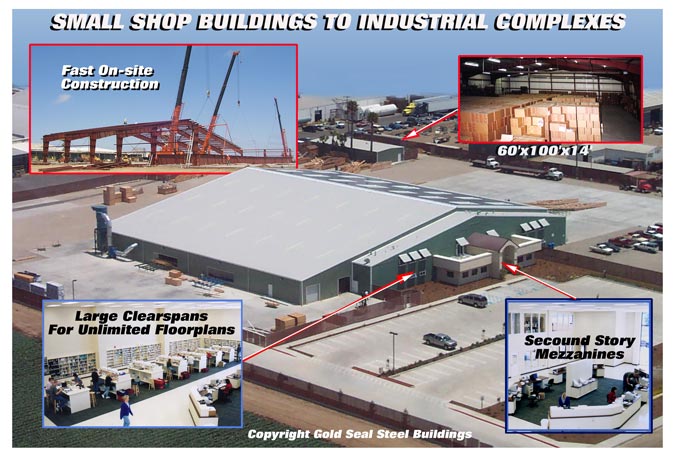 SMALL SHOP BUILDINGS TO INDUSTRIAL COMPLEXES
Fast On-site
Construction
60'x100'x14'
Large Clearspans
For Unlimited Floorplans
Secound Story
Mezzanines
Copyright Gold Seal Steel Buildings